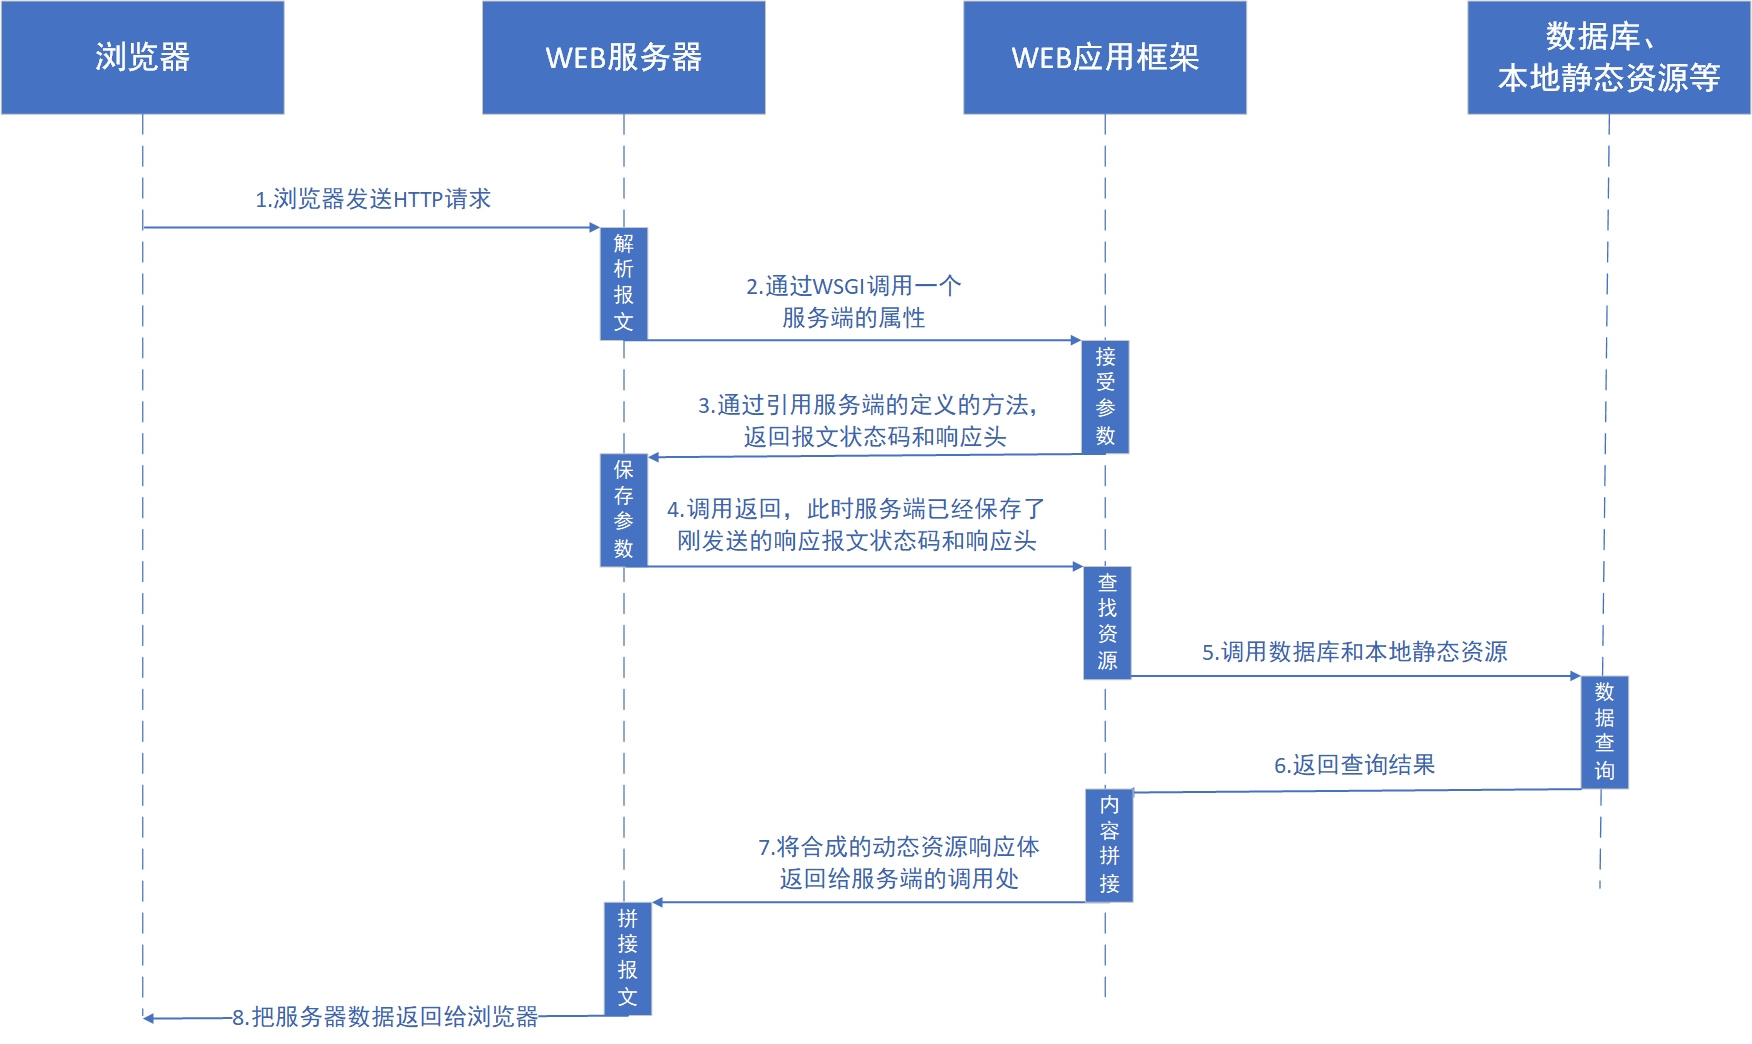 浏览器
WEB服务器
WEB应用框架
数据库、
本地静态资源等
1.浏览器发送HTTP请求
解
析
报
文
2.通过WSGI调用一个
服务端的属性
接
受
参
数
3.通过引用服务端的定义的方法，
返回报文状态码和响应头
保
存
参
数
4.调用返回，此时服务端已经保存了
刚发送的响应报文状态码和响应头
查
找
资
源
5.调用数据库和本地静态资源
数
据
查
询
6.返回查询结果
内
容
拼
接
7.将合成的动态资源响应体
返回给服务端的调用处
拼
接
报
文
8.把服务器数据返回给浏览器